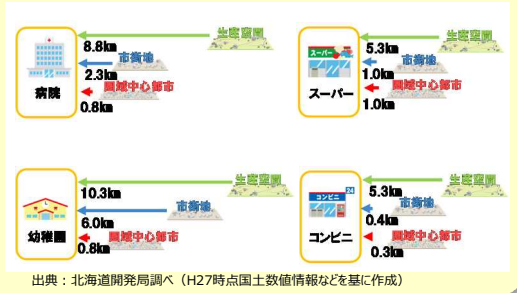 生産空間
8.8km
市街地
2.3km
圏域中心都市
病院
0.8km
生産空間
5.3km
スーパー
市街地
1.0km
圏域中心都市
スーパー
1.0km
生産空間
10.3km
市街地
6.0km
圏域中心都市
幼稚園
0.8km
生産空間
5.3km
24
コンビニ
市街地
0.4km
圏域中心都市
コンビニ
0.3km
出典：北海道開発局調べ（H27時点国土数値情報などを基に作成）